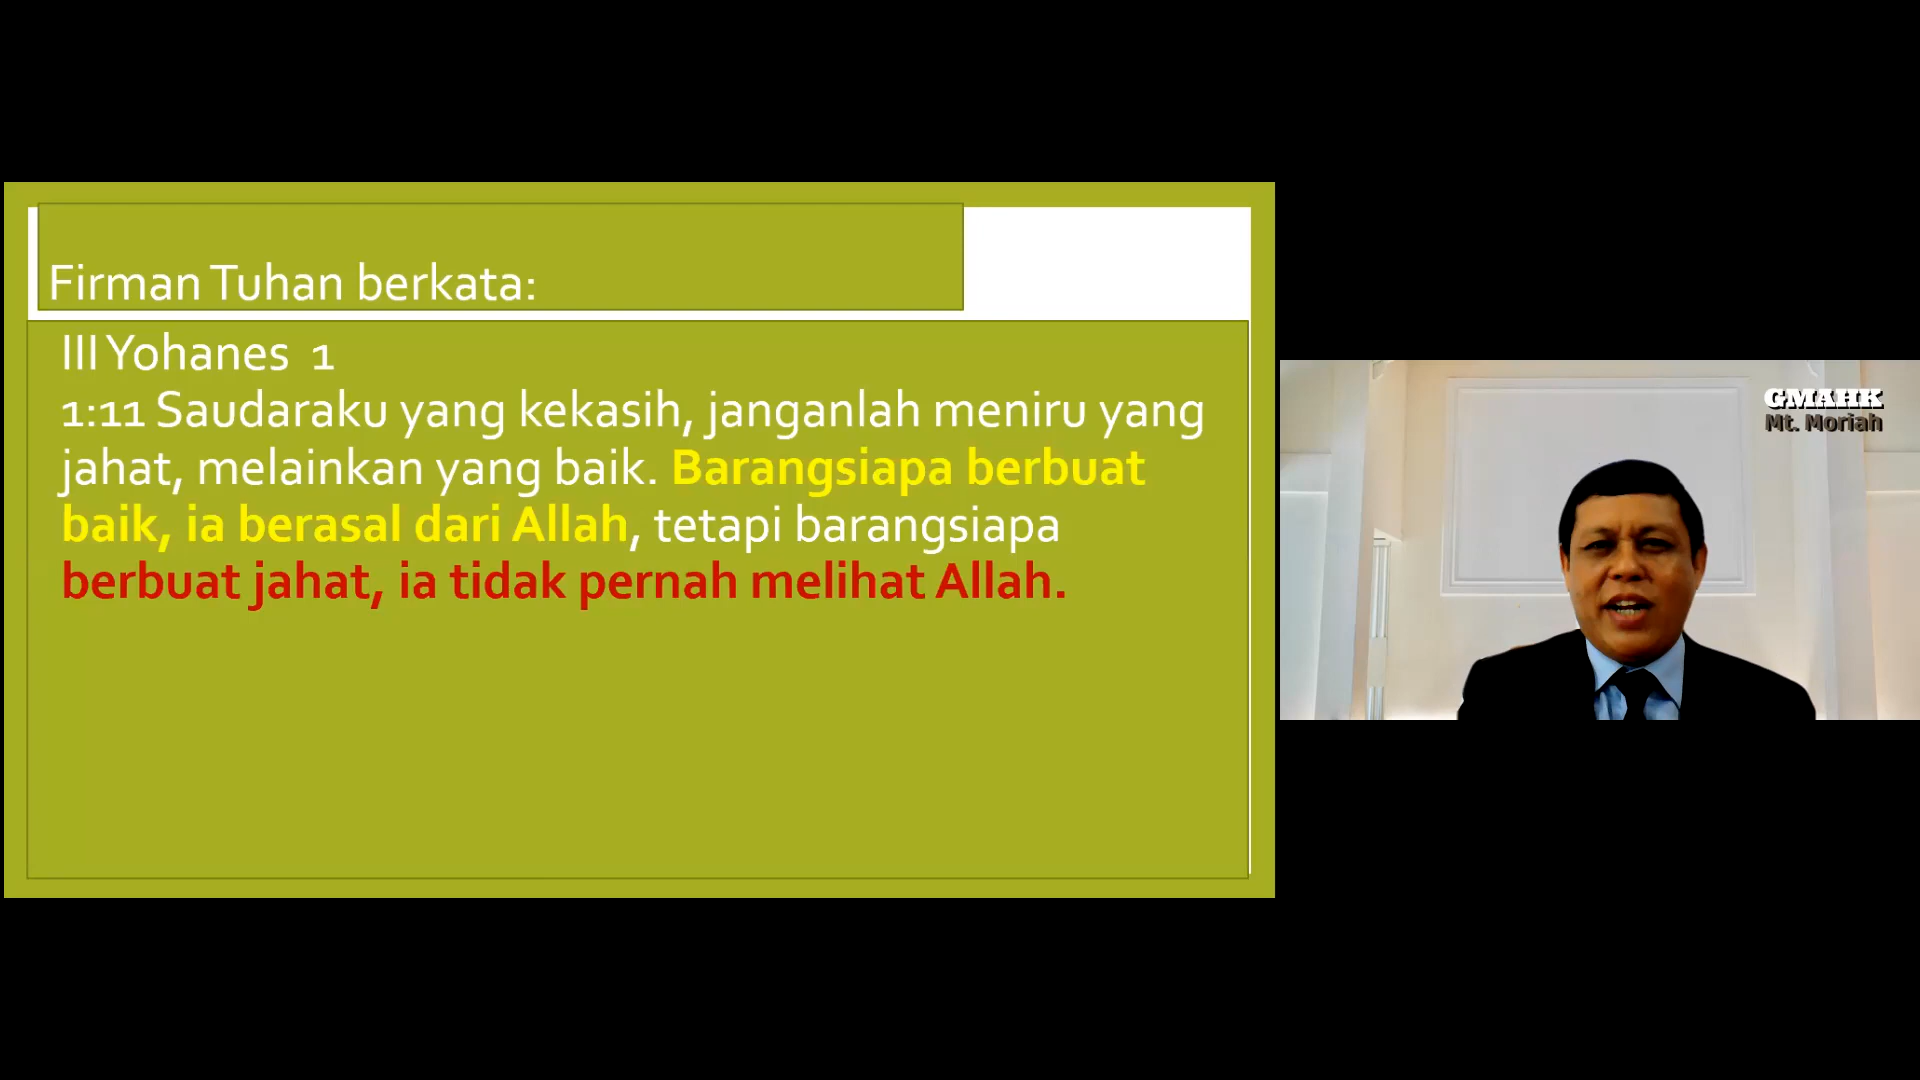 Firman Tuhan berkata:
III Yohanes 1
1:11 Saudaraku yang kekasih, janganlah meniru yang
jahat, melainkan yang baik. Barangsiapa berbuat
baik, ia berasal dari Allah, tetapi barangsiapa
berbuat jahat, ia tidak pernah melihat Allah.
GMAHK
Mt. Moriah